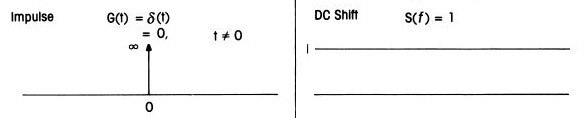 Impulse G(t) = δ(t)
= 0, t ≠ 0
∞
0
DC Shift S(f) = 1
1